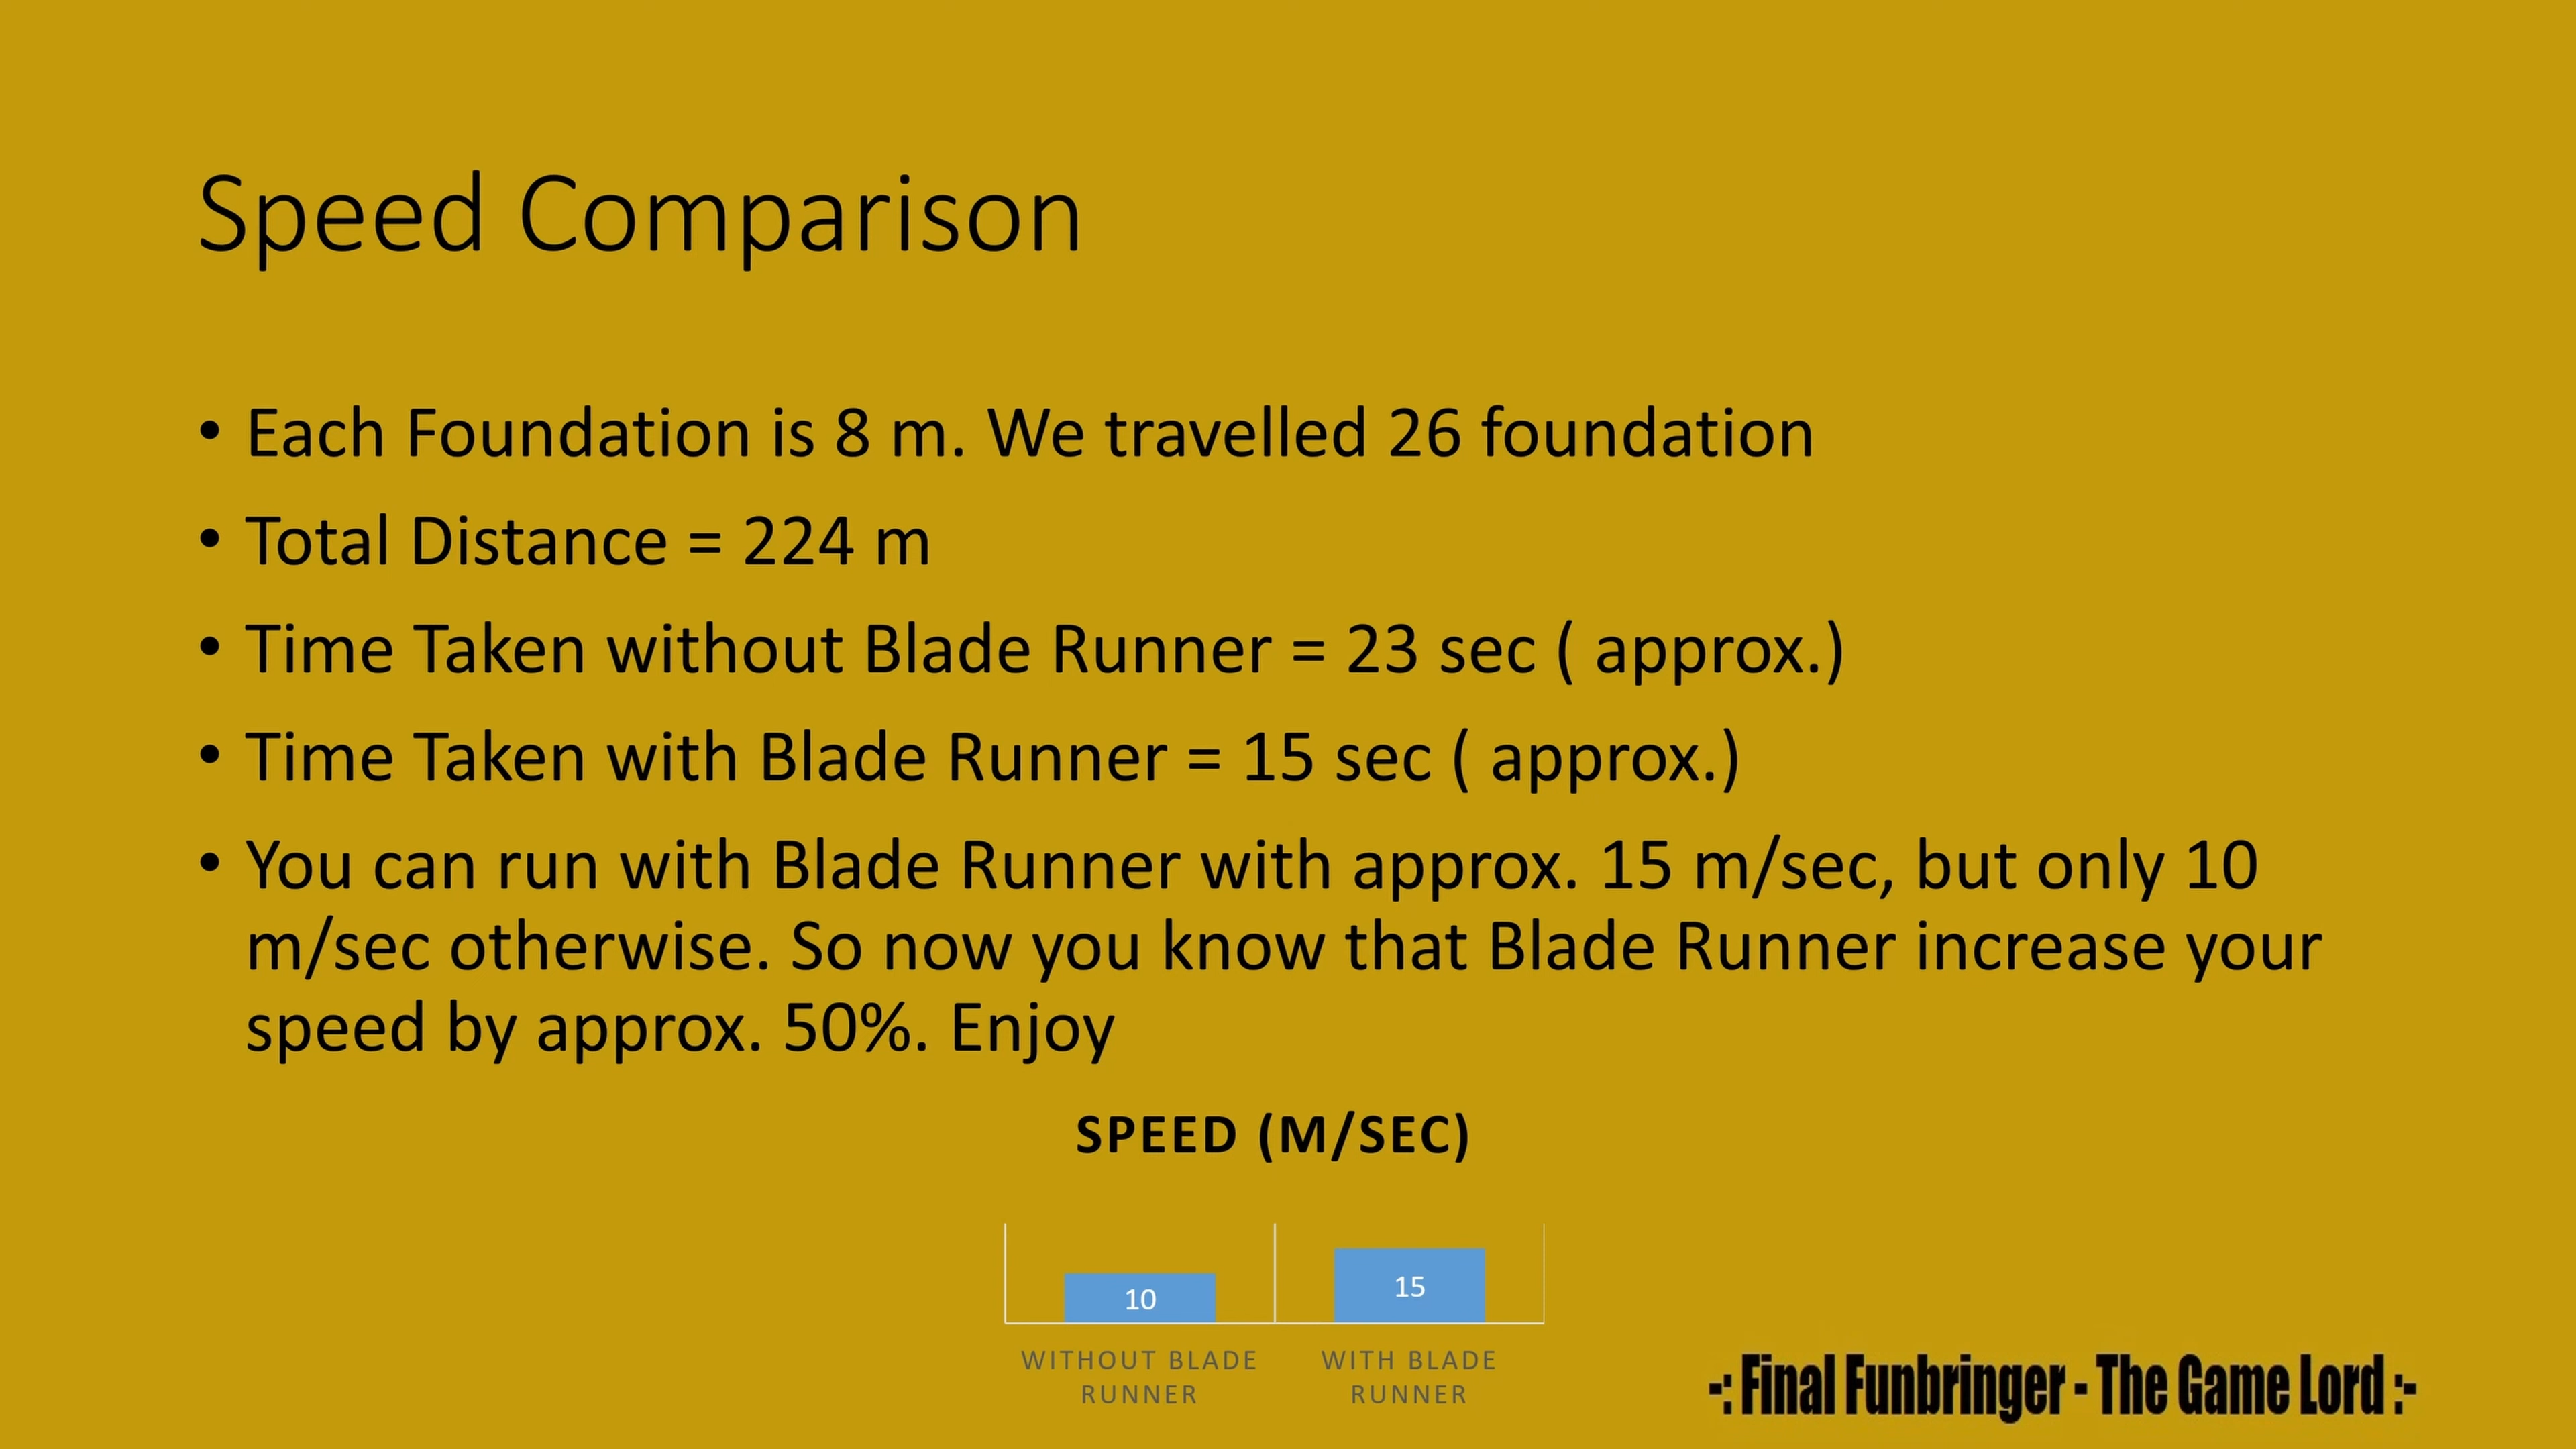 Speed Comparison
• Each Foundation is 8 m. We travelled 26 foundation
• Total Distance = 224 m
• Time Taken without Blade Runner = 23 sec ( approx.)
• Time Taken with Blade Runner = 15 sec ( approx.)
• You can run with Blade Runner with approx. 15 m/sec, but only 10
m/sec otherwise. So now you know that Blade Runner increase your
speed by approx. 50%. Enjoy
SPEED (M/SEC)
10
15
WITHOUT BLADE
RUNNER
WITH BLADE
RUNNER
-: Final Funbringer - The Game Lord :-